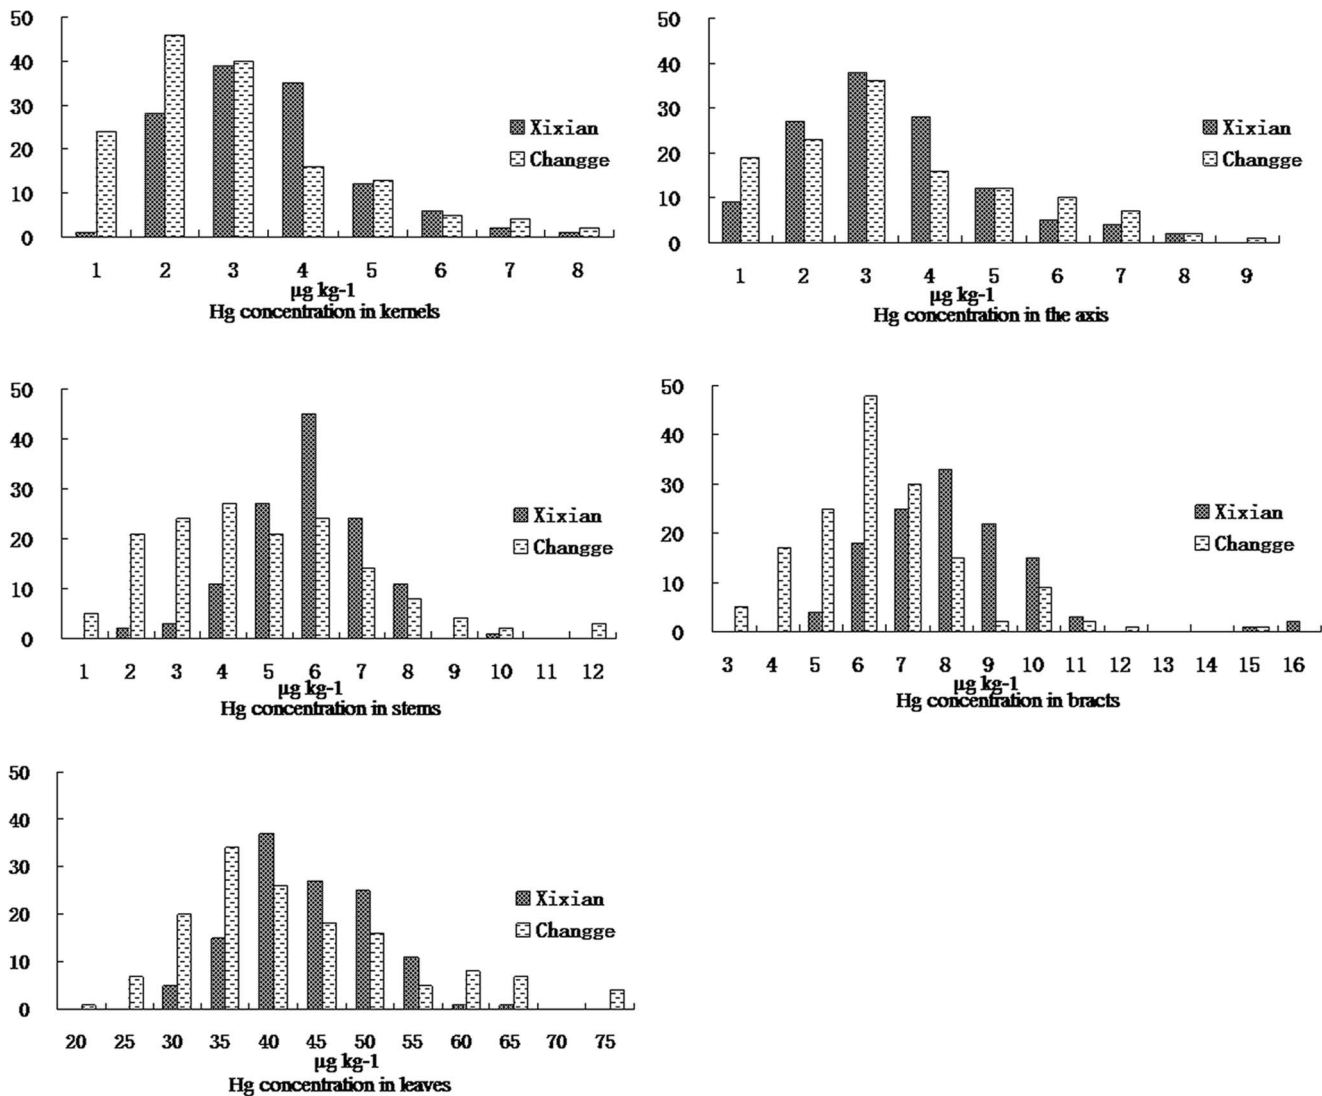 50
40
30
20
10
0
Xixian
Changge
1 2 3 4 5 6 7 8
µg kg-1
Hg concentration in kernels
50
40
30
20
10
0
Xixian
Changge
1 2 3 4 5 6 7 8 9
µg kg-1
Hg concentration in the axis
50
40
30
20
10
0
Xixian
Changge
1 2 3 4 5 6 7 8 9 10 11 12
µg kg-1
Hg concentration in stems
50
40
30
20
10
0
Xixian
Changge
3 4 5 6 7 8 9 10 11 12 13 14 15 16
µg kg-1
Hg concentration in bracts
50
40
30
20
10
0
Xixian
Changge
20 25 30 35 40 45 50 55 60 65 70 75
µg kg-1
Hg concentration in leaves